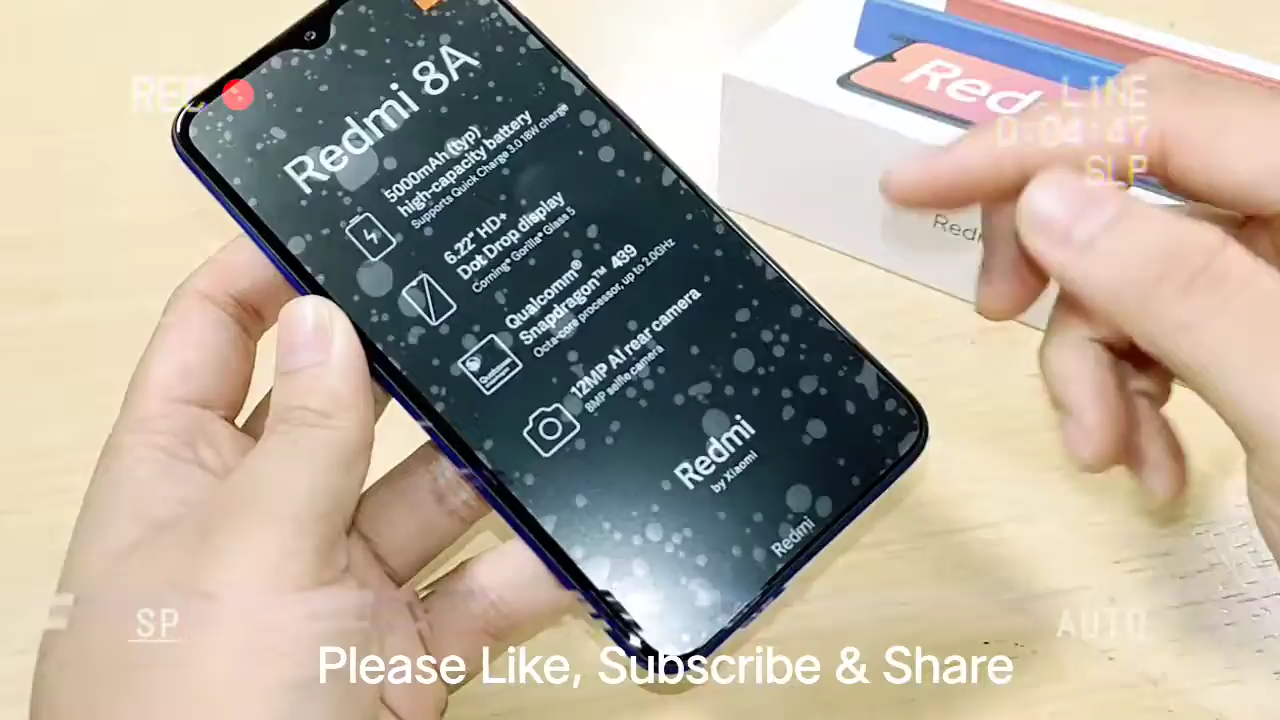 REC
LINE
0:04:47
SLP
Red
Redmi 8A
5000mAh (typ)
high-capacity battery
Supports Quick Charge 3.0 18W charge
6.22" HD+
Dot Drop display
Corning® Gorilla® Glass 5
Qualcomm®
Snapdragon™ 439
Octa-core processor, up to 2.0GHz
Qualcomm
12MP AI rear camera
8MP selfie camera
Redmi
by Xiaomi
Redmi
SP
AUTO
Please Like, Subscribe & Share